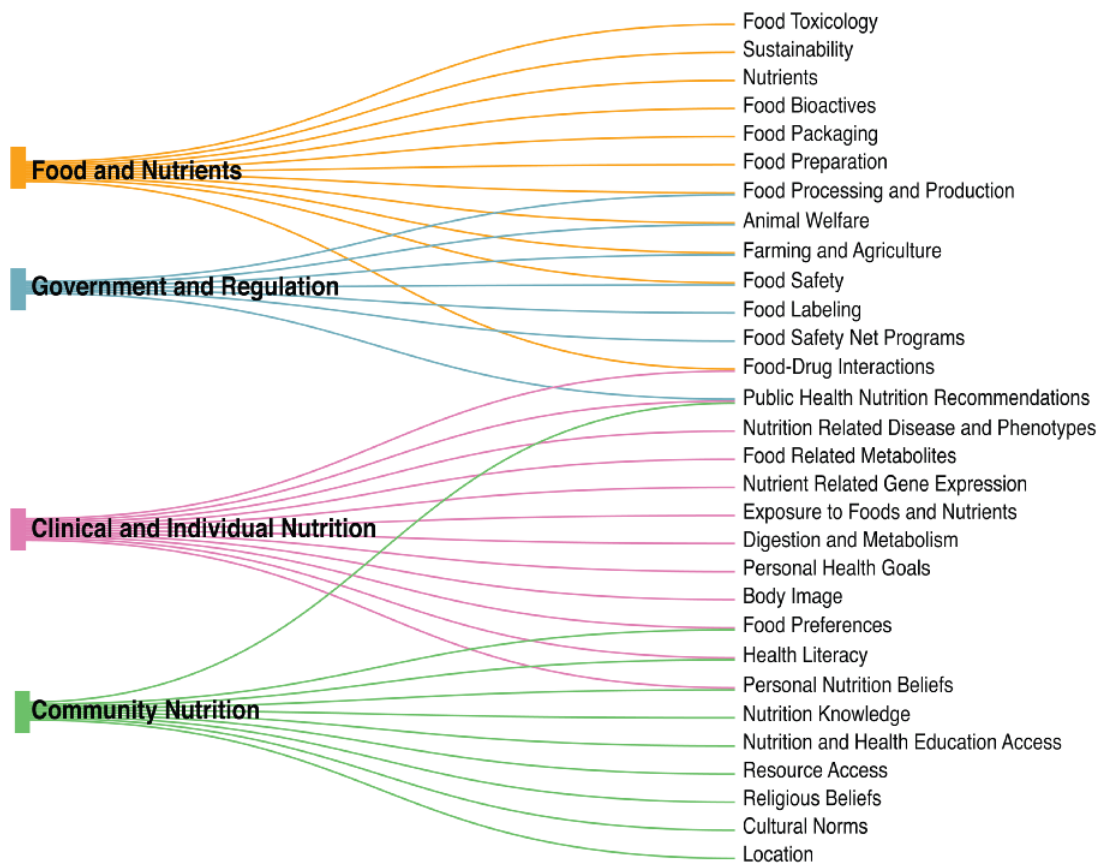 Food and Nutrients
Government and Regulation
Clinical and Individual Nutrition
Community Nutrition
Food Toxicology
Sustainability
Nutrients
Food Bioactives
Food Packaging
Food Preparation
Food Processing and Production
Animal Welfare
Farming and Agriculture
Food Safety
Food Labeling
Food Safety Net Programs
Food-Drug Interactions
Public Health Nutrition Recommendations
Nutrition Related Disease and Phenotypes
Food Related Metabolites
Nutrient Related Gene Expression
Exposure to Foods and Nutrients
Digestion and Metabolism
Personal Health Goals
Body Image
Food Preferences
Health Literacy
Personal Nutrition Beliefs
Nutrition Knowledge
Nutrition and Health Education Access
Resource Access
Religious Beliefs
Cultural Norms
Location